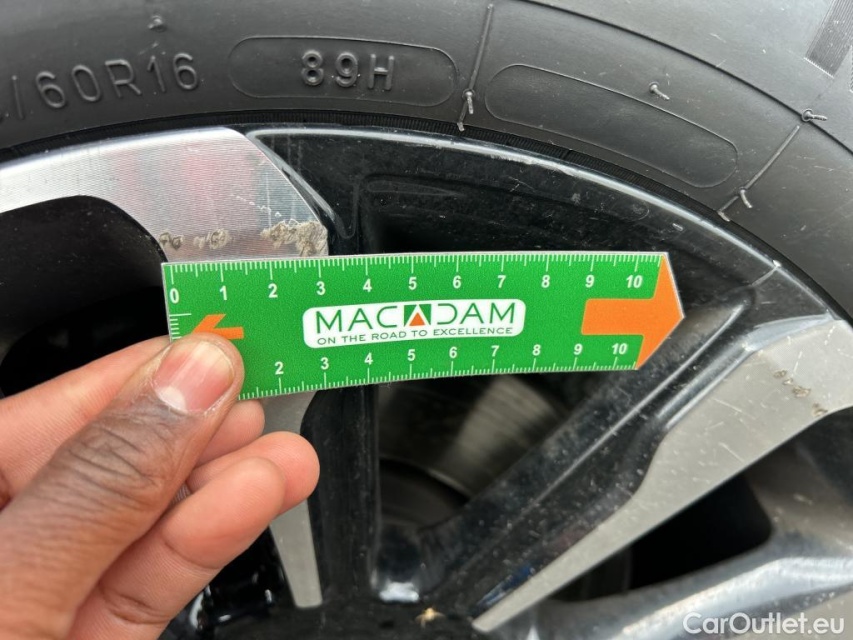 /60R16 89H
0 1 2 3 4 5 6 7 8 9 10
MACADAM
ON THE ROAD TO EXCELLENCE
2 3 4 5 6 7 8 9 10
CarOutlet.eu